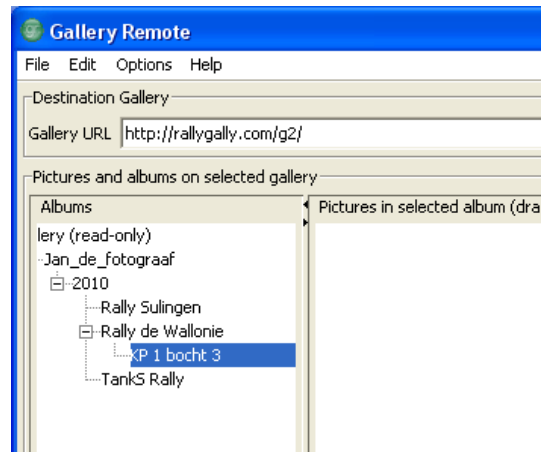 Gallery Remote
File Edit Options Help
Destination Gallery
Gallery URL http://rallygally.com/g2/
Pictures and albums on selected gallery
Albums
Pictures in selected album (dra
lery (read-only)
Jan_de_fotograaf
2010
Rally Sulingen
Rally de Wallonie
KP 1 bocht 3
TankS Rally